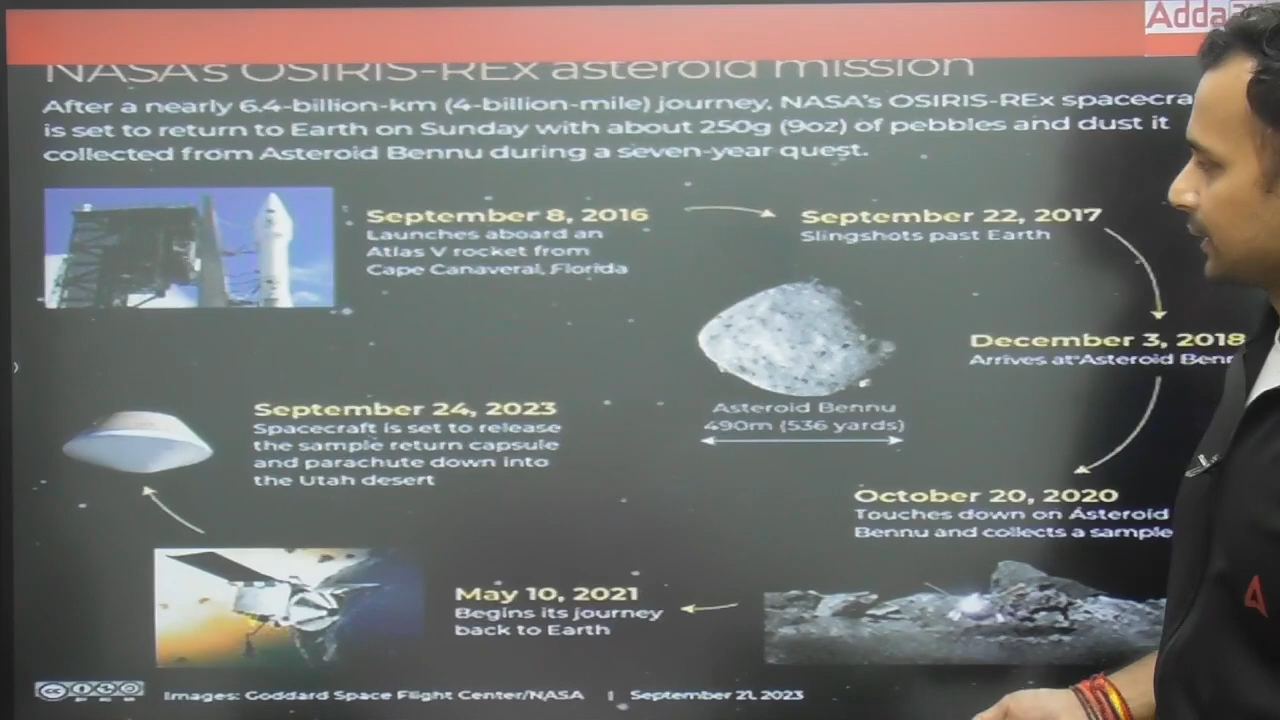 Adda
NASA's OSIRIS-REx asteroid mission
After a nearly 6.4-billion-km (4-billion-mile) journey, NASA's OSIRIS-REx spacecra
is set to return to Earth on Sunday with about 250g (9oz) of pebbles and dust it
collected from Asteroid Bennu during a seven-year quest.
September 8, 2016
Launches aboard an
Atlas V rocket from
Cape Canaveral, Florida
September 22, 2017
Slingshots past Earth
December 3, 2018
Arrives at Asteroid Benn
Asteroid Bennu
490m (536 yards)
October 20, 2020
Touches down on Asteroid
Bennu and collects a sample
May 10, 2021
Begins its journey
back to Earth
September 24, 2023
Spacecraft is set to release
the sample return capsule
and parachute down into
the Utah desert
Images: Goddard Space Flight Center/NASA | September 21, 2023